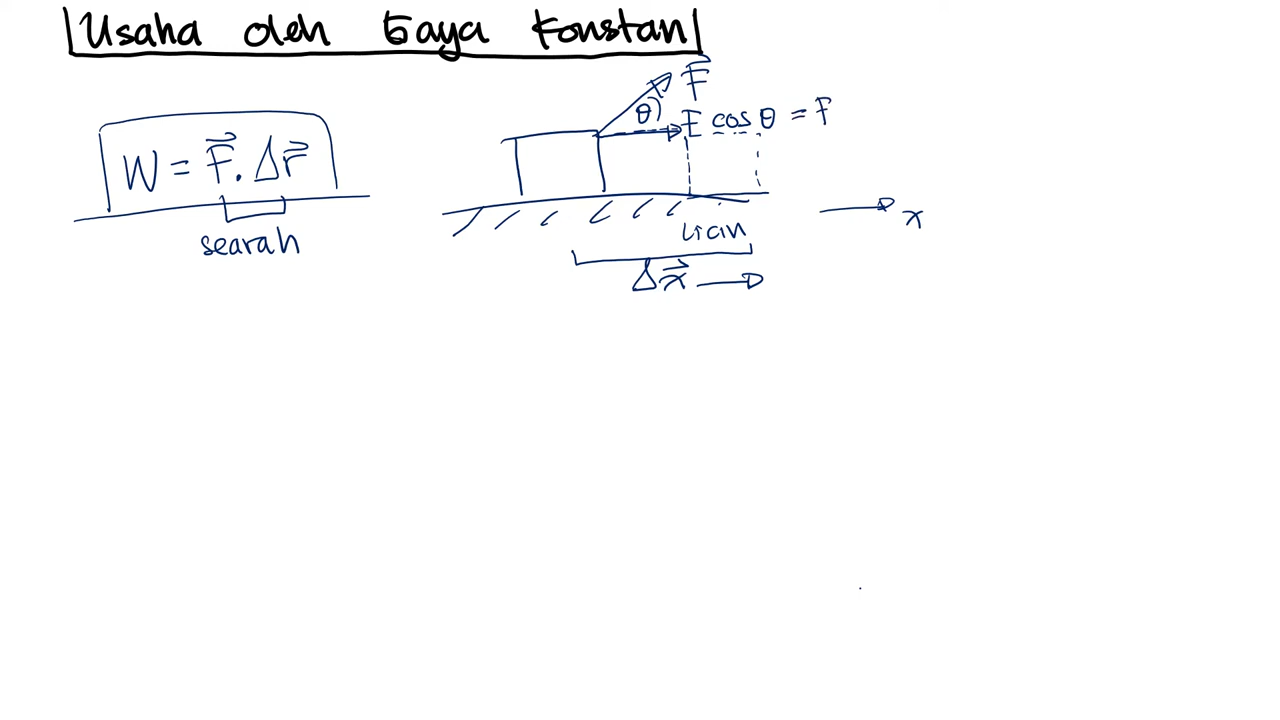 Usaha oleh Gaya Konstan
W = F⃗ . Δr⃗
searah
F⃗
θ
F cos θ = F
licin
x
Δx⃗